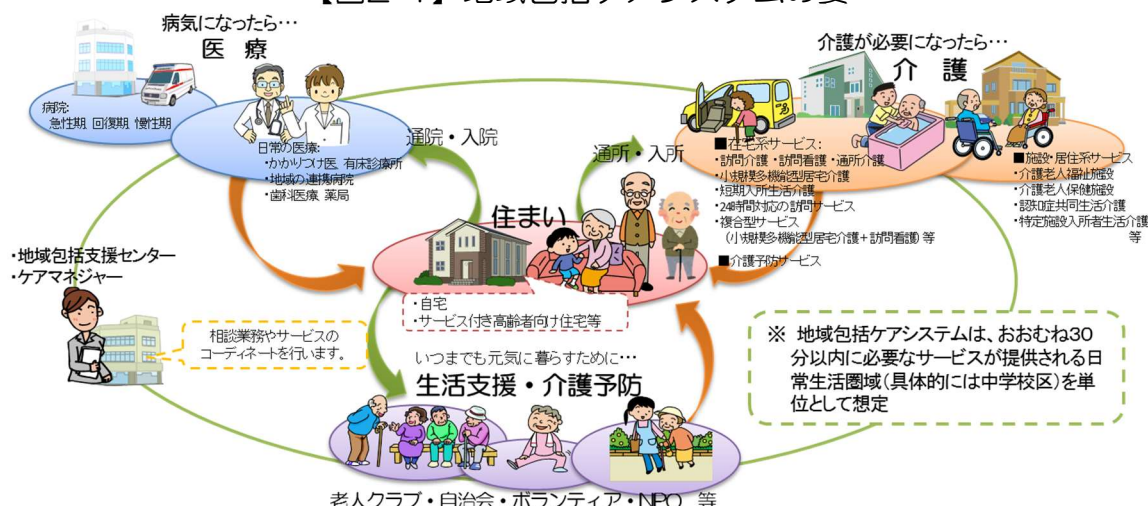 病気になったら…
医 療
病院:
急性期 回復期 慢性期
日常の医療:
・かかりつけ医 有床診療所
・地域の連携病院
・歯科医療 薬局
通院・入院
介護が必要になったら…
介 護
通所・入所
■在宅系サービス:
・訪問介護・訪問看護・通所介護
・小規模多機能型居宅介護
・短期入所生活介護
・24時間対応の訪問サービス
・複合型サービス
(小規模多機能型居宅介護+訪問看護)等
■介護予防サービス
■施設・居住系サービス
・介護老人福祉施設
・介護老人保健施設
・認知症共同生活介護
・特定施設入所者生活介護
等
住まい
・自宅
・サービス付き高齢者向け住宅等
・地域包括支援センター
・ケアマネジャー
相談業務やサービスの
コーディネートを行います。
いつまでも元気に暮らすために…
生活支援・介護予防
老人クラブ・自治会・ボランティア・NPO 等
※ 地域包括ケアシステムは、おおむね30
分以内に必要なサービスが提供される日
常生活圏域(具体的には中学校区)を単
位として想定